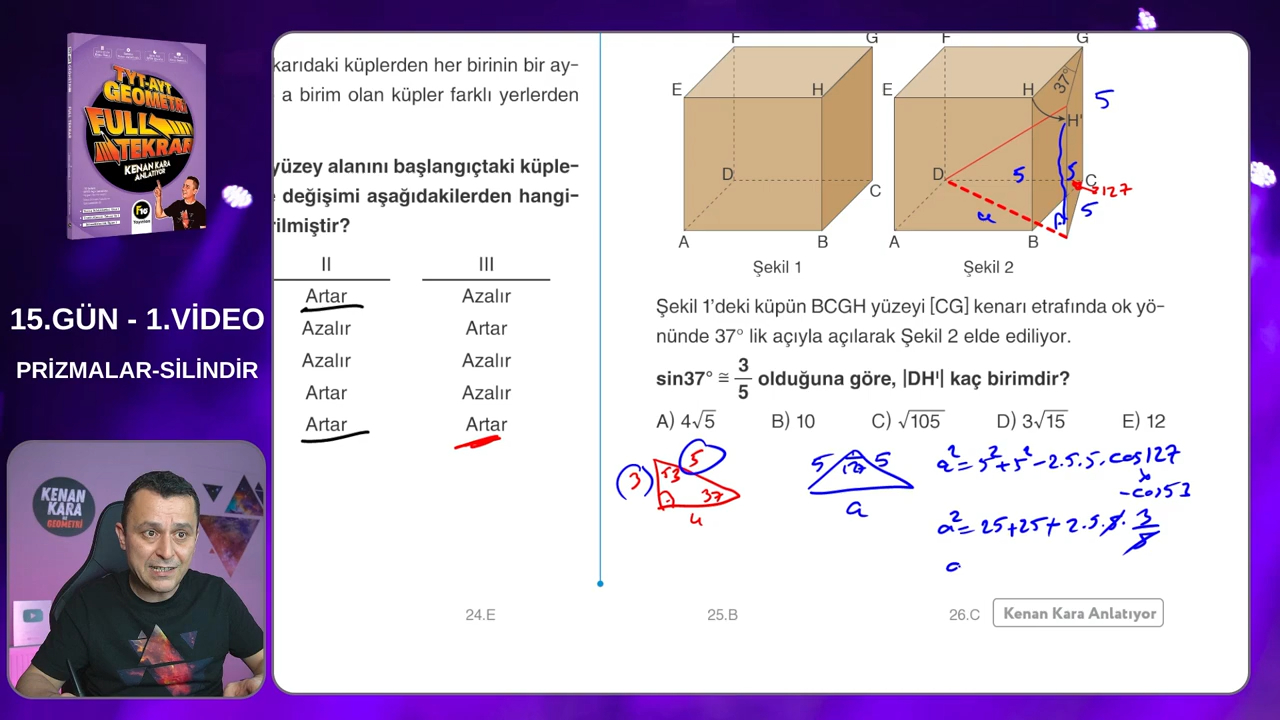 TYT-AYT
GEOMETRİ
FULL
TEKRAR
KENAN KARA
ANLATIYOR
15.GÜN - 1.VİDEO
PRİZMALAR-SİLİNDİR
KENAN
KARA
ile
GEOMETRİ
karıdaki küplerden her birinin bir ay-
a birim olan küpler farklı yerlerden
yüzey alanını başlangıçtaki küple-
e değişimi aşağıdakilerden hangi-
rilmiştir?
II III
Artar Azalır
Azalır Artar
Azalır Azalır
Artar Azalır
Artar Artar
F G
E H
D C
A B
Şekil 1
F G
E H 37° 5
H'
D 5 5 C 127
a A 5
A B
Şekil 2
Şekil 1'deki küpün BCGH yüzeyi [CG] kenarı etrafında ok yö-
nünde 37° lik açıyla açılarak Şekil 2 elde ediliyor.
sin37° ≅ 3/5 olduğuna göre, |DH'| kaç birimdir?
A) 4√5 B) 10 C) √105 D) 3√15 E) 12
(3) 53 5 37 4
5 127 5 a
a² = 5² + 5² - 2.5.5.cos127
-cos53
a² = 25+25+2.5.5.3/5
a
24.E 25.B 26.C Kenan Kara Anlatıyor